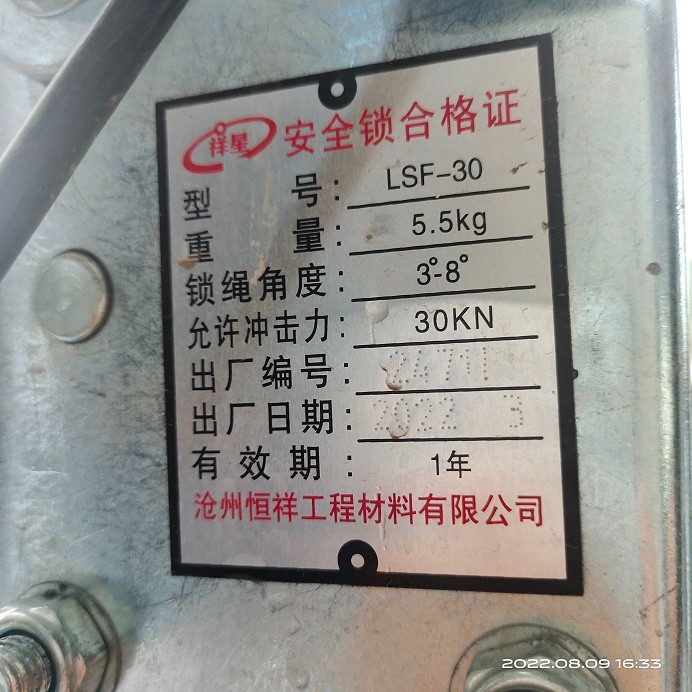 祥星 安全锁合格证
型号: LSF-30
重量: 5.5kg
锁绳角度: 3°-8°
允许冲击力: 30KN
出厂编号: 24711
出厂日期: 2022 3
有效期: 1年
沧州恒祥工程材料有限公司
2022.08.09 16:33